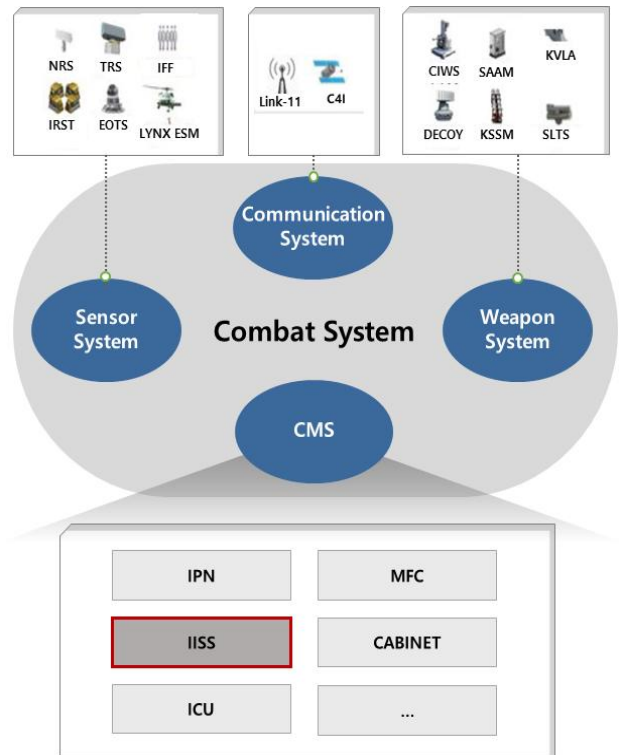 NRS TRS IFF
IRST EOTS LYNX ESM
Link-11 C4I
CIWS SAAM KVLA
DECOY KSSM SLTS
Communication
System
Sensor
System
Combat System
Weapon
System
CMS
IPN MFC
IISS CABINET
ICU ...